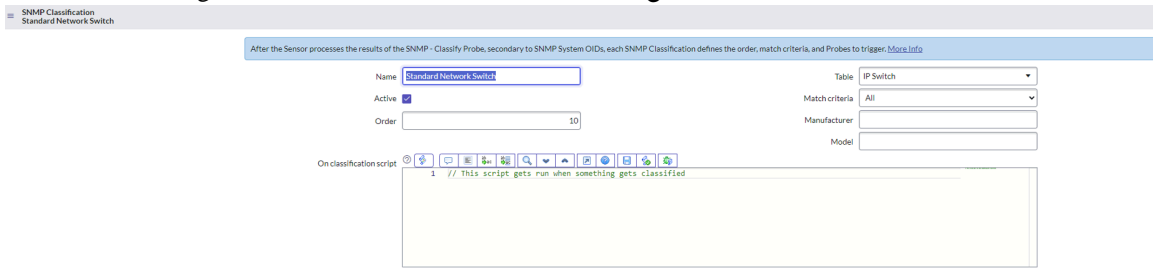 SNMP Classification
Standard Network Switch
After the Sensor processes the results of the SNMP - Classify Probe, secondary to SNMP System OIDs, each SNMP Classification defines the order, match criteria, and Probes to trigger. More Info
Name Standard Network Switch Table IP Switch
Active Match criteria All
Order 10 Manufacturer
Model
On classification script
1 // This script gets run when something gets classified